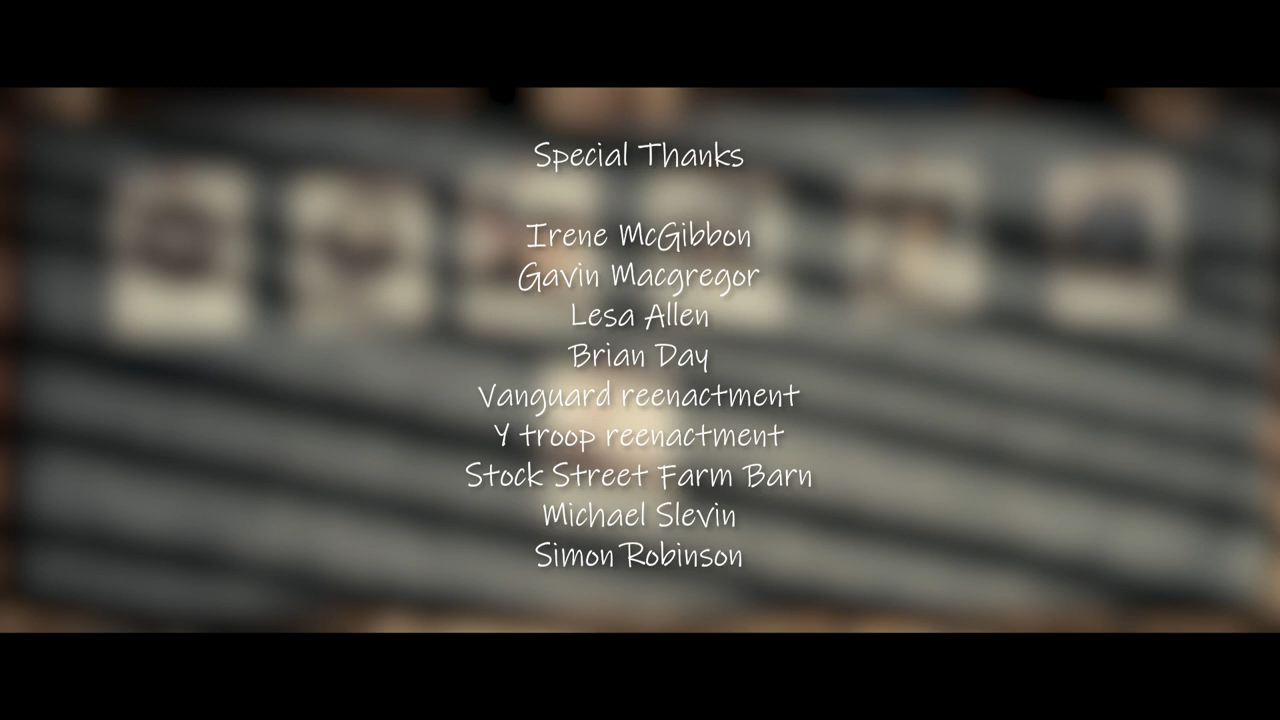 Special Thanks
Irene McGibbon
Gavin Macgregor
Lesa Allen
Brian Day
Vanguard reenactment
Y troop reenactment
Stock Street Farm Barn
Michael Slevin
Simon Robinson